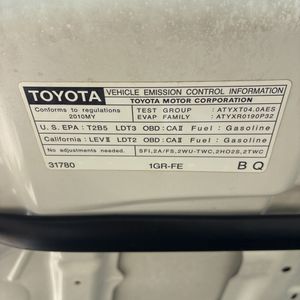 TOYOTA VEHICLE EMISSION CONTROL INFORMATION
TOYOTA MOTOR CORPORATION
Conforms to regulations TEST GROUP : ATYXT04.0AES
2010MY EVAP FAMILY : ATYXR0190P32
U.S. EPA : T2B5 LDT3 OBD:CAⅡ Fuel : Gasoline
California : LEVⅡ LDT2 OBD:CAⅡ Fuel : Gasoline
No adjustments needed. SFI,2A/FS,2WU-TWC,2HO2S,2TWC
31780 1GR-FE B Q